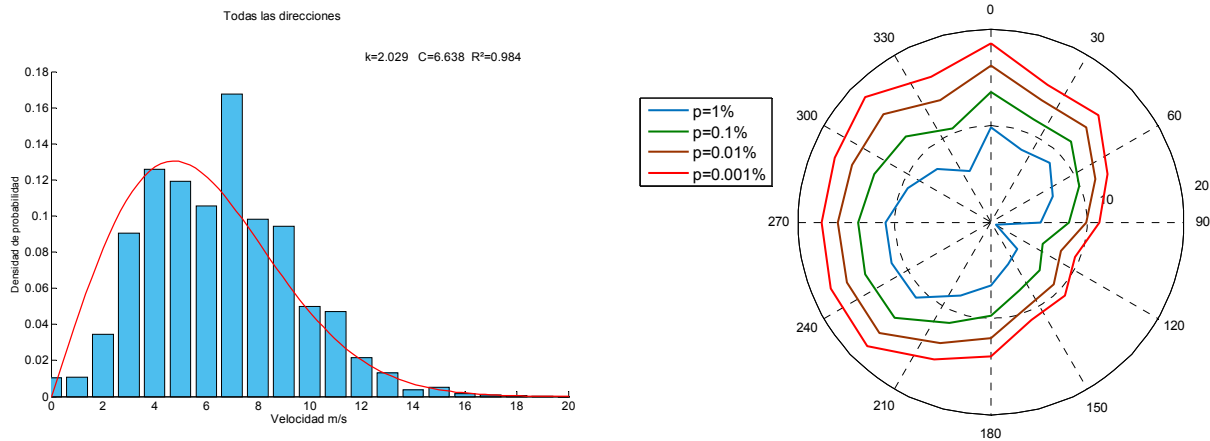 Todas las direcciones
k=2.029 C=6.638 R²=0.984
Densidad de probabilidad
0.18
0.16
0.14
0.12
0.1
0.08
0.06
0.04
0.02
0
0 2 4 6 8 10 12 14 16 18 20
Velocidad m/s
p=1%
p=0.1%
p=0.01%
p=0.001%
0
30
60
20
10
90
120
150
180
210
240
270
300
330